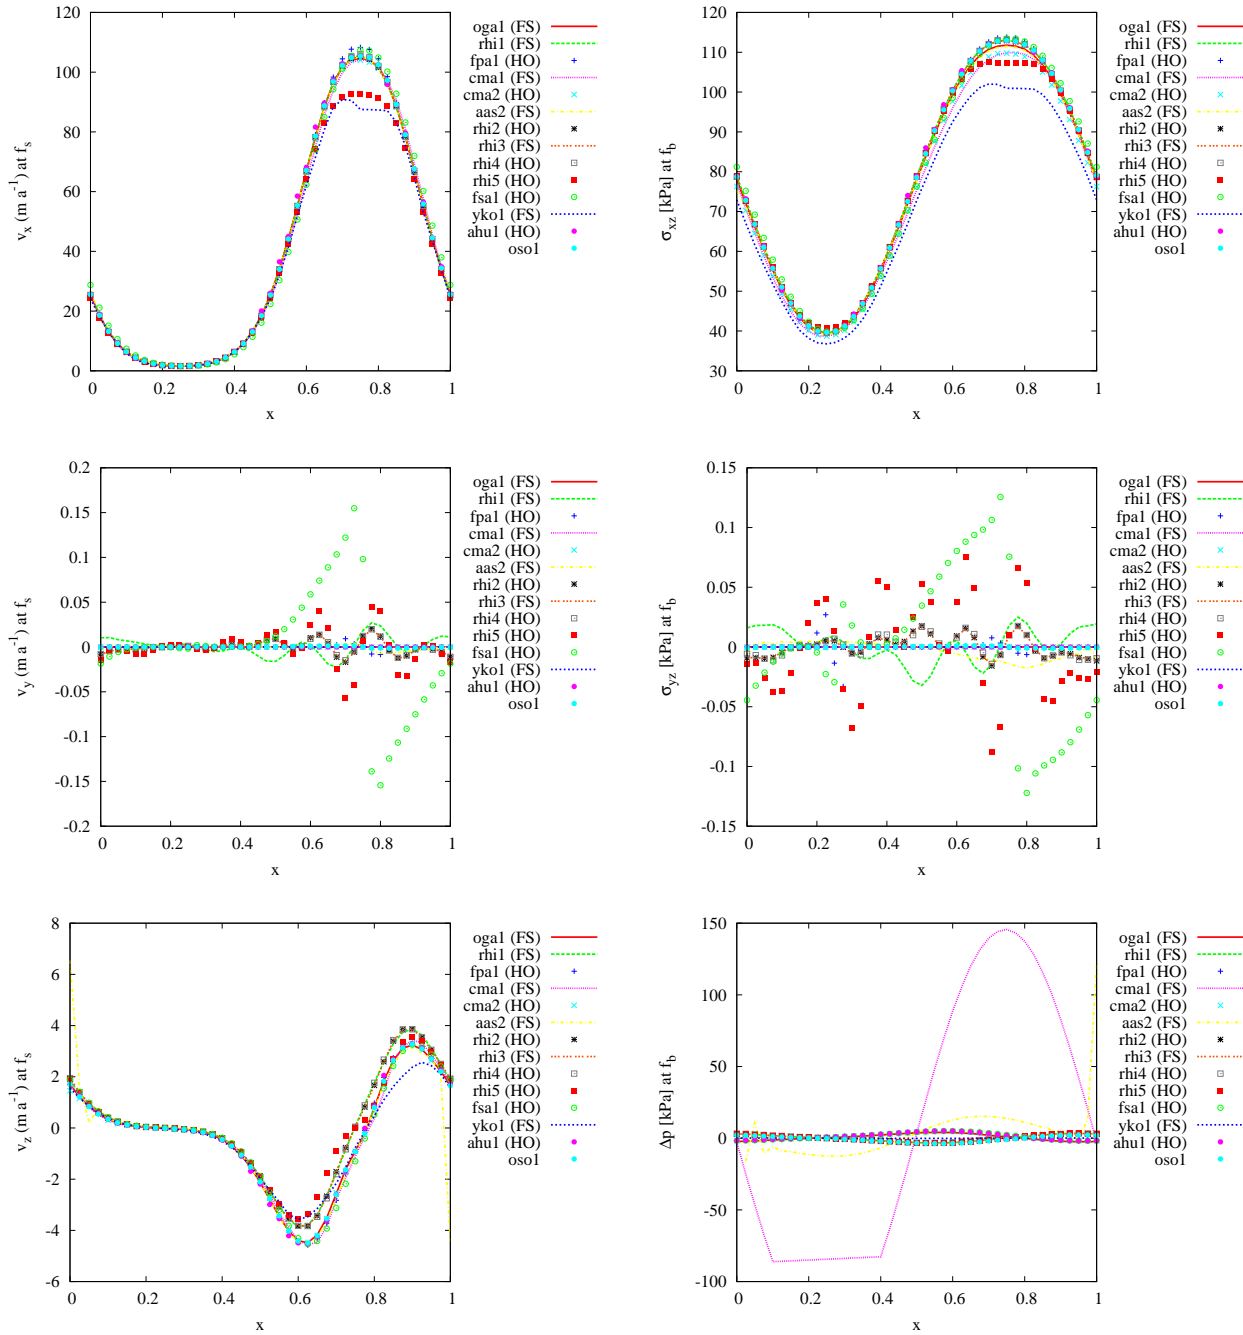 120
100
80
60
40
20
0
0 0.2 0.4 0.6 0.8 1
x
v_x (m a^-1) at f_s
oga1 (FS)
rhi1 (FS)
fpa1 (HO)
cma1 (FS)
cma2 (HO)
aas2 (FS)
rhi2 (HO)
rhi3 (FS)
rhi4 (HO)
rhi5 (HO)
fsa1 (HO)
yko1 (FS)
ahu1 (HO)
oso1
120
110
100
90
80
70
60
50
40
30
0 0.2 0.4 0.6 0.8 1
x
σ_xz [kPa] at f_b
oga1 (FS)
rhi1 (FS)
fpa1 (HO)
cma1 (FS)
cma2 (HO)
aas2 (FS)
rhi2 (HO)
rhi3 (FS)
rhi4 (HO)
rhi5 (HO)
fsa1 (HO)
yko1 (FS)
ahu1 (HO)
oso1
0.2
0.15
0.1
0.05
0
-0.05
-0.1
-0.15
-0.2
0 0.2 0.4 0.6 0.8 1
x
v_y (m a^-1) at f_s
oga1 (FS)
rhi1 (FS)
fpa1 (HO)
cma1 (FS)
cma2 (HO)
aas2 (FS)
rhi2 (HO)
rhi3 (FS)
rhi4 (HO)
rhi5 (HO)
fsa1 (HO)
yko1 (FS)
ahu1 (HO)
oso1
0.15
0.1
0.05
0
-0.05
-0.1
-0.15
0 0.2 0.4 0.6 0.8 1
x
σ_yz [kPa] at f_b
oga1 (FS)
rhi1 (FS)
fpa1 (HO)
cma1 (FS)
cma2 (HO)
aas2 (FS)
rhi2 (HO)
rhi3 (FS)
rhi4 (HO)
rhi5 (HO)
fsa1 (HO)
yko1 (FS)
ahu1 (HO)
oso1
8
6
4
2
0
-2
-4
-6
0 0.2 0.4 0.6 0.8 1
x
v_z (m a^-1) at f_s
oga1 (FS)
rhi1 (FS)
fpa1 (HO)
cma1 (FS)
cma2 (HO)
aas2 (FS)
rhi2 (HO)
rhi3 (FS)
rhi4 (HO)
rhi5 (HO)
fsa1 (HO)
yko1 (FS)
ahu1 (HO)
oso1
150
100
50
0
-50
-100
0 0.2 0.4 0.6 0.8 1
x
Δp [kPa] at f_b
oga1 (FS)
rhi1 (FS)
fpa1 (HO)
cma1 (FS)
cma2 (HO)
aas2 (FS)
rhi2 (HO)
rhi3 (FS)
rhi4 (HO)
rhi5 (HO)
fsa1 (HO)
yko1 (FS)
ahu1 (HO)
oso1